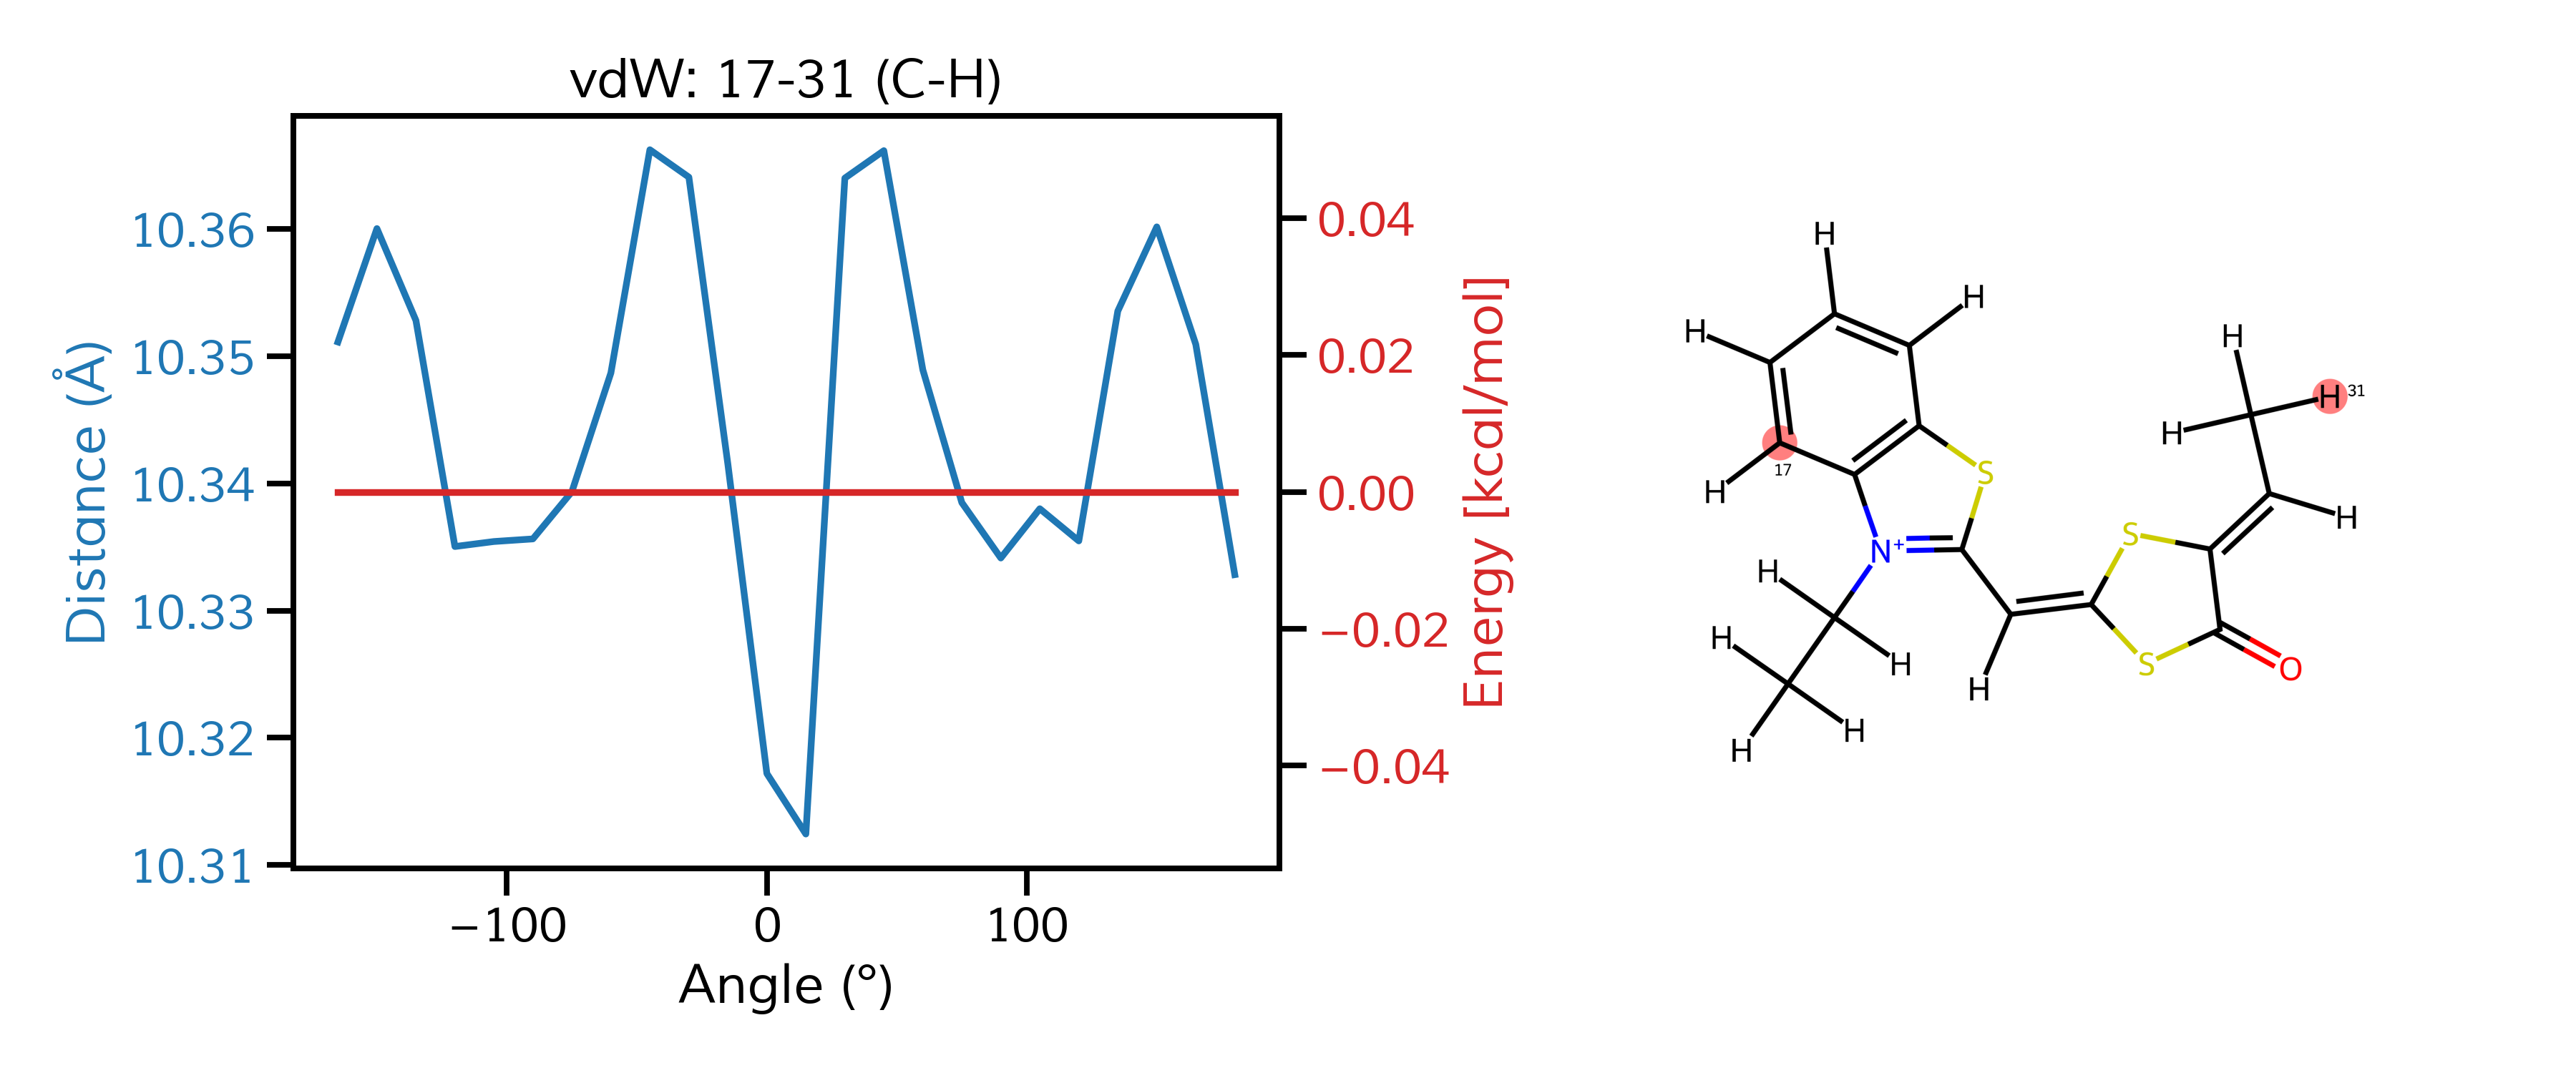 vdW: 17-31 (C-H)
10.36
10.35
10.34
10.33
10.32
10.31
Distance (Å)
−100
0
100
Angle (°)
0.04
0.02
0.00
−0.02
−0.04
Energy [kcal/mol]
H
H
H
H
H
31
H
17
S
H
H
H
N+
S
H
H
H
S
O
H
H
H